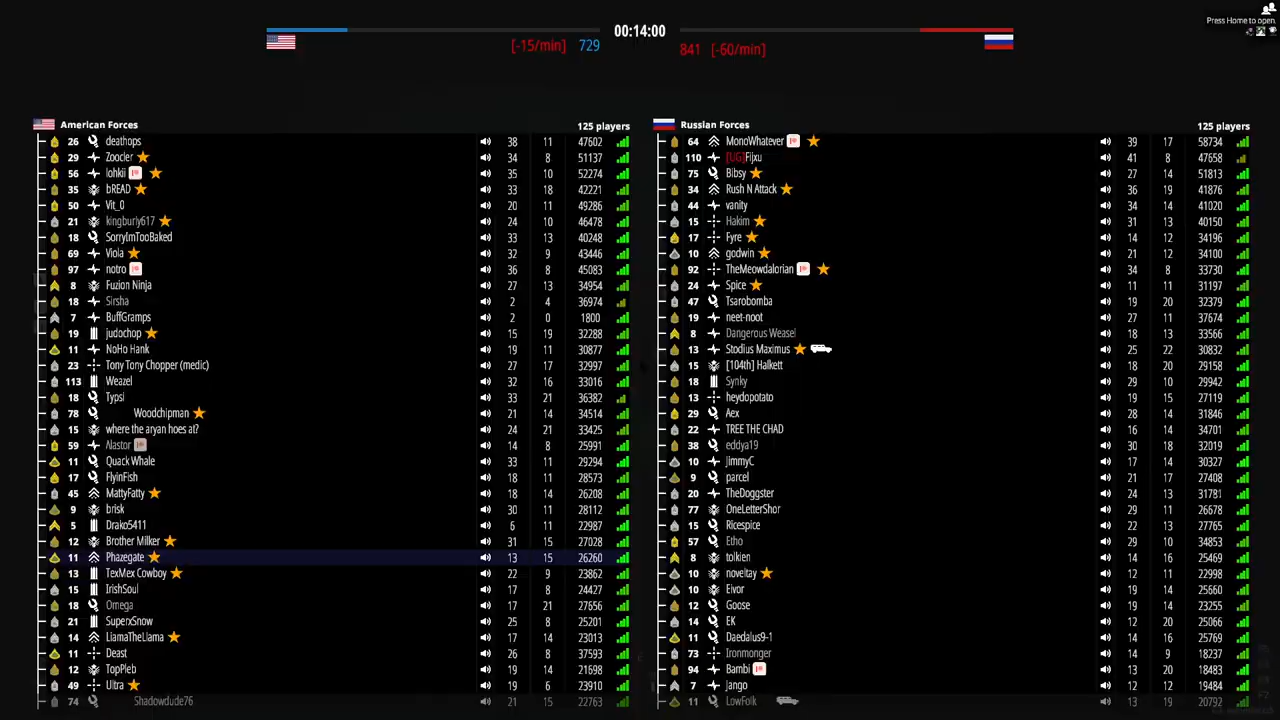 Press Home to open.
00:14:00
[-15/min] 729
841 [-60/min]
American Forces 125 players
26 deathops 38 11 47602
29 Zoocler 34 8 51137
56 lohkii 35 10 52274
35 bREAD 33 18 42221
50 Vit_0 20 11 49286
21 kingburly617 24 10 46478
18 SorryImTooBaked 33 13 40248
69 Viola 32 9 43446
97 notro 36 8 45083
8 Fuzion Ninja 27 13 34954
18 Sirsha 2 4 36974
7 BuffGramps 2 0 1800
19 judochop 15 19 32288
11 NoHo Hank 19 11 30877
23 Tony Tony Chopper (medic) 27 17 32997
113 Weazel 32 16 33016
18 Typsi 33 21 36382
78 Woodchipman 21 14 34514
15 where the aryan hoes at? 24 21 33425
59 Alastor 14 8 25991
11 Quack Whale 33 11 29294
17 FlyinFish 18 11 28573
45 MattyFatty 18 14 26208
9 brisk 30 11 28112
5 Drako5411 6 11 22987
12 Brother Milker 31 15 27028
11 Phazegate 13 15 26260
13 TexMex Cowboy 22 9 23862
15 IrishSoul 17 8 24427
18 Omega 17 21 27656
21 SuperxSnow 25 8 25201
14 LlamaTheLlama 17 14 23013
11 Deast 26 8 37593
12 TopPleb 19 14 21698
49 Ultra 19 6 23910
74 Shadowdude76 21 15 22763
Russian Forces 125 players
64 MonoWhatever 39 17 58734
110 [UG]Fijxu 41 8 47658
75 Bibsy 27 14 51813
34 Rush N Attack 36 19 41876
44 vanity 34 14 41020
15 Hakim 31 13 40150
17 Fyre 14 12 34196
10 godwin 21 12 34100
92 TheMeowdalorian 34 8 33730
24 Spice 11 11 31197
47 Tsarobomba 19 20 32379
19 neet-noot 27 11 37674
8 Dangerous Weasel 18 13 33566
13 Stodius Maximus 25 22 30832
15 [104th] Halkett 18 20 29158
18 Synky 29 10 29942
13 heydopotato 19 15 27119
29 Aex 28 14 31846
22 TREE THE CHAD 16 14 34701
38 eddya19 30 18 32019
10 JimmyC 17 14 30327
9 parcel 21 17 27408
20 TheDoggster 24 13 31781
77 OneLetterShor 29 11 26678
15 Ricespice 22 13 27765
57 Etho 29 10 34853
8 tolkien 14 16 25469
10 noveltay 12 11 22998
10 Eivor 19 14 25660
12 Goose 19 14 23255
14 EK 12 20 25066
11 Daedalus9-1 14 16 25769
73 Ironmonger 14 9 18237
94 Bambi 13 20 18483
7 Jango 12 12 19484
11 LowFolk 13 19 20792